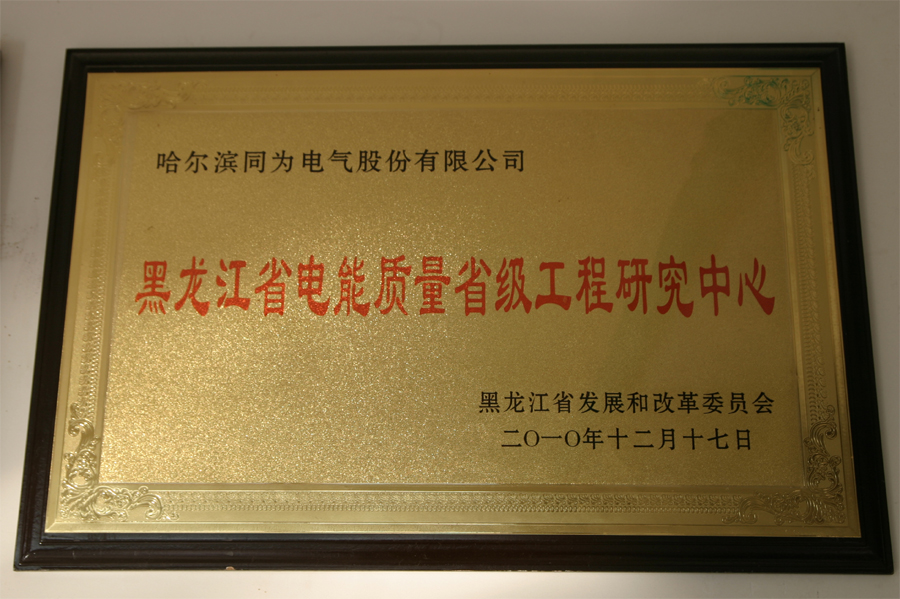 哈尔滨同为电气股份有限公司
黑龙江省电能质量省级工程研究中心
黑龙江省发展和改革委员会
二〇一〇年十二月十七日